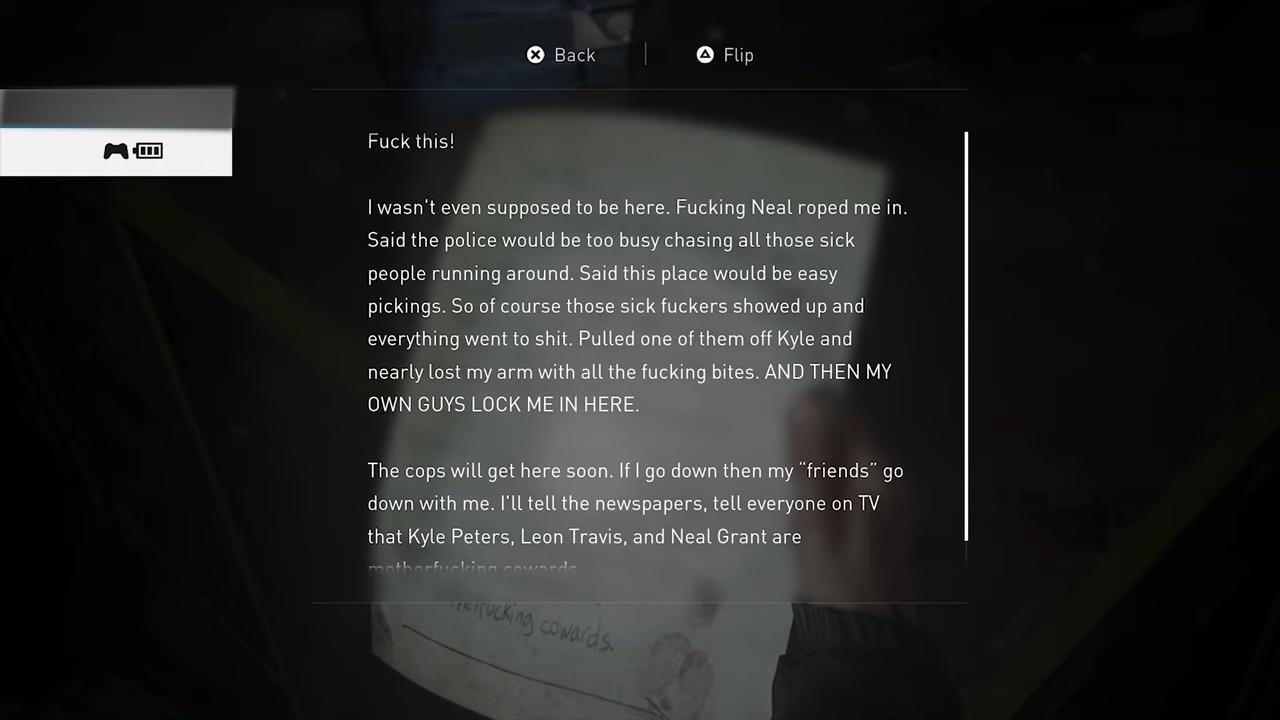 Back | Flip
Fuck this!
I wasn't even supposed to be here. Fucking Neal roped me in.
Said the police would be too busy chasing all those sick
people running around. Said this place would be easy
pickings. So of course those sick fuckers showed up and
everything went to shit. Pulled one of them off Kyle and
nearly lost my arm with all the fucking bites. AND THEN MY
OWN GUYS LOCK ME IN HERE.
The cops will get here soon. If I go down then my “friends” go
down with me. I'll tell the newspapers, tell everyone on TV
that Kyle Peters, Leon Travis, and Neal Grant are
motherfucking cowards.
cowards.